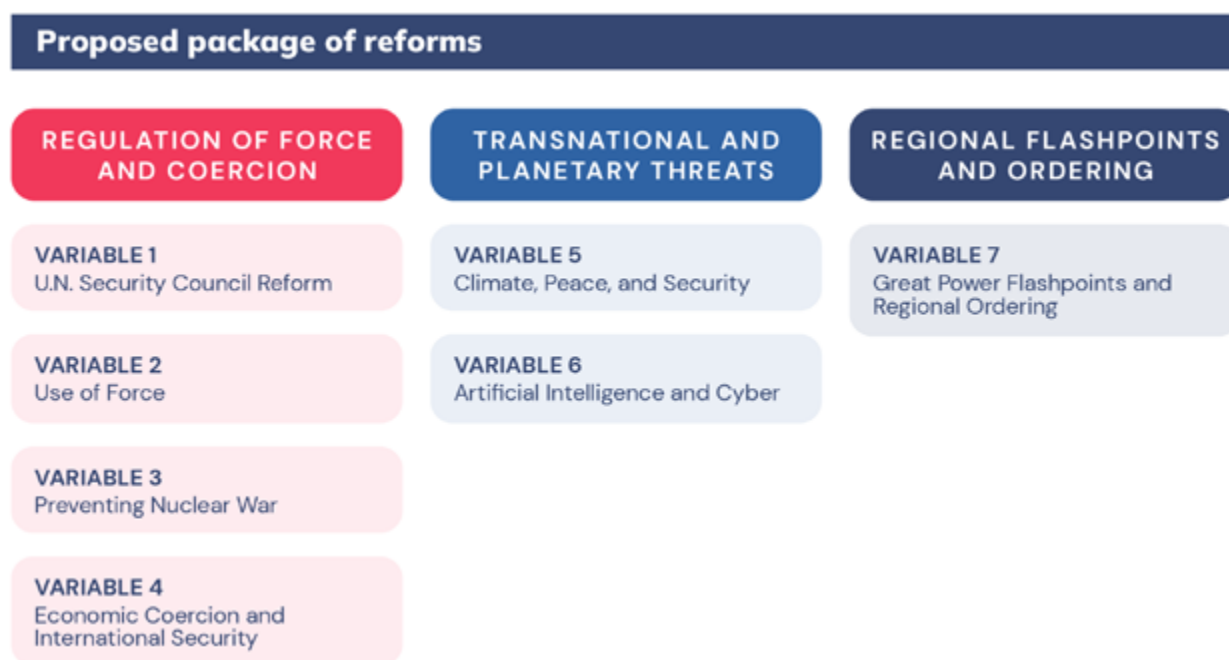 Proposed package of reforms
REGULATION OF FORCE
AND COERCION
VARIABLE 1
U.N. Security Council Reform
VARIABLE 2
Use of Force
VARIABLE 3
Preventing Nuclear War
VARIABLE 4
Economic Coercion and
International Security
TRANSNATIONAL AND
PLANETARY THREATS
VARIABLE 5
Climate, Peace, and Security
VARIABLE 6
Artificial Intelligence and Cyber
REGIONAL FLASHPOINTS
AND ORDERING
VARIABLE 7
Great Power Flashpoints and
Regional Ordering